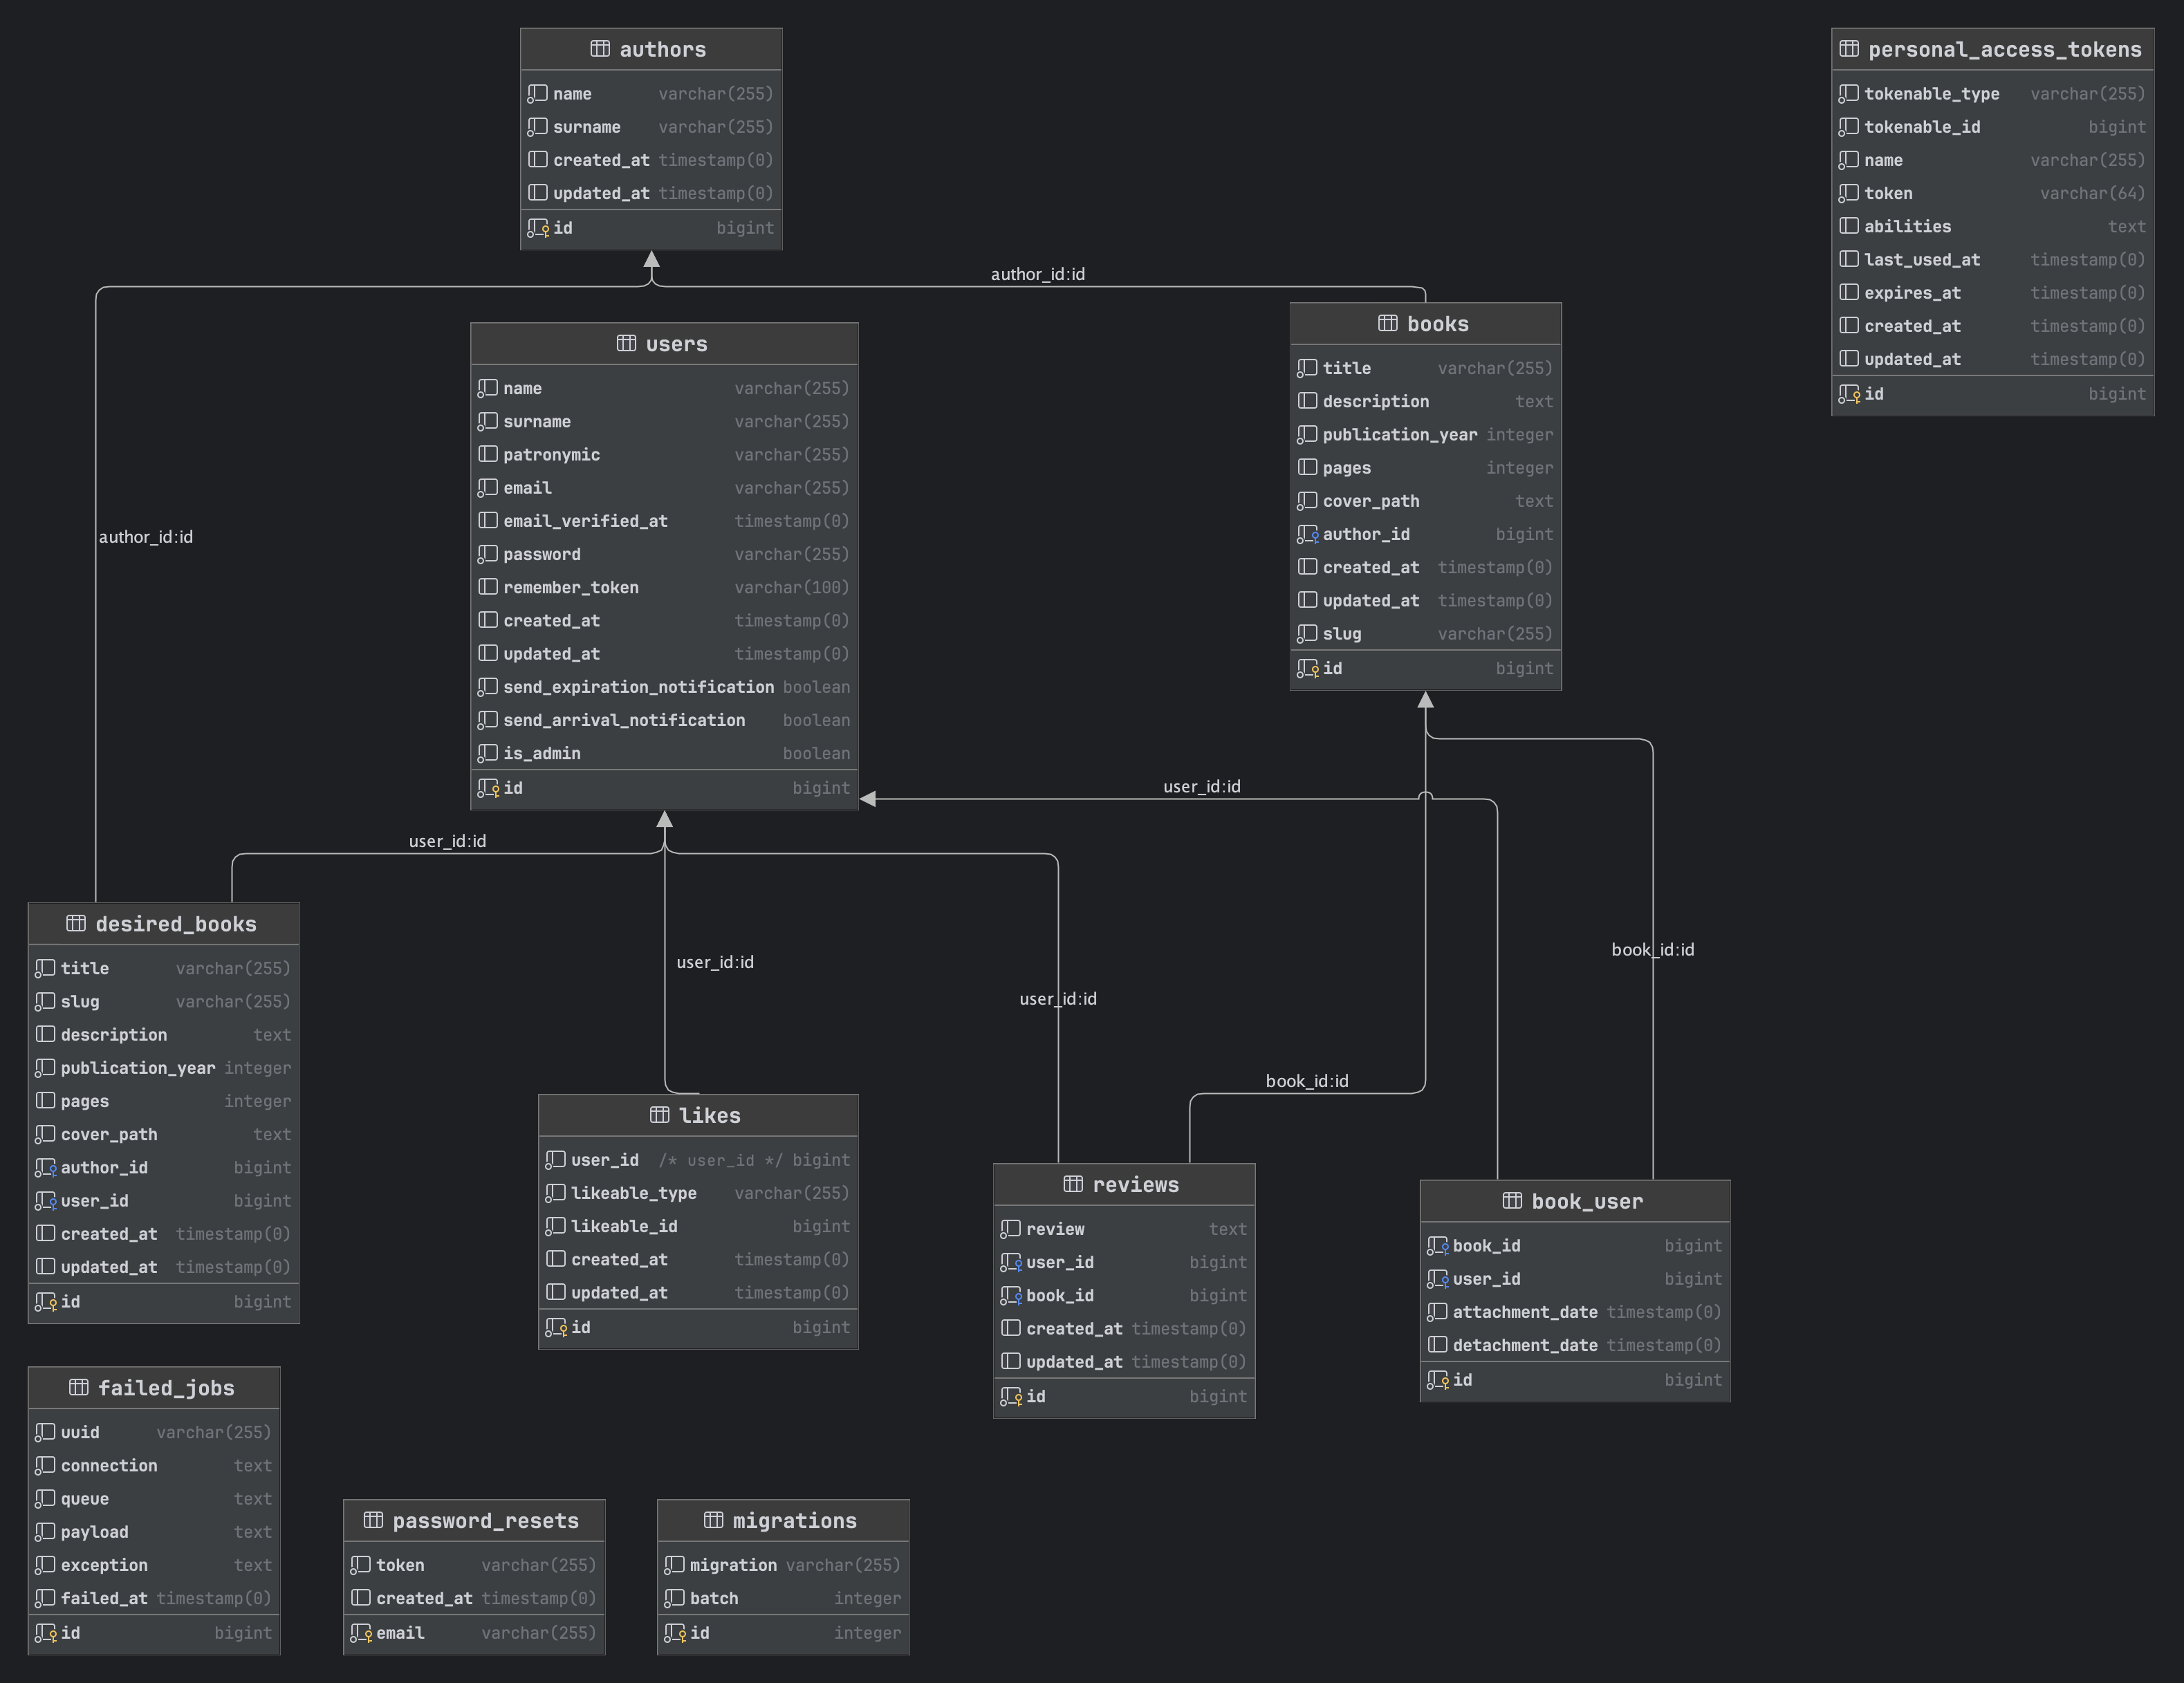 authors
name varchar(255)
surname varchar(255)
created_at timestamp(0)
updated_at timestamp(0)
id bigint
personal_access_tokens
tokenable_type varchar(255)
tokenable_id bigint
name varchar(255)
token varchar(64)
abilities text
last_used_at timestamp(0)
expires_at timestamp(0)
created_at timestamp(0)
updated_at timestamp(0)
id bigint
author_id:id
users
name varchar(255)
surname varchar(255)
patronymic varchar(255)
email varchar(255)
email_verified_at timestamp(0)
password varchar(255)
remember_token varchar(100)
created_at timestamp(0)
updated_at timestamp(0)
send_expiration_notification boolean
send_arrival_notification boolean
is_admin boolean
id bigint
books
title varchar(255)
description text
publication_year integer
pages integer
cover_path text
author_id bigint
created_at timestamp(0)
updated_at timestamp(0)
slug varchar(255)
id bigint
author_id:id
user_id:id
user_id:id
user_id:id
user_id:id
book_id:id
book_id:id
desired_books
title varchar(255)
slug varchar(255)
description text
publication_year integer
pages integer
cover_path text
author_id bigint
user_id bigint
created_at timestamp(0)
updated_at timestamp(0)
id bigint
likes
user_id /* user_id */ bigint
likeable_type varchar(255)
likeable_id bigint
created_at timestamp(0)
updated_at timestamp(0)
id bigint
reviews
review text
user_id bigint
book_id bigint
created_at timestamp(0)
updated_at timestamp(0)
id bigint
book_user
book_id bigint
user_id bigint
attachment_date timestamp(0)
detachment_date timestamp(0)
id bigint
failed_jobs
uuid varchar(255)
connection text
queue text
payload text
exception text
failed_at timestamp(0)
id bigint
password_resets
token varchar(255)
created_at timestamp(0)
email varchar(255)
migrations
migration varchar(255)
batch integer
id integer